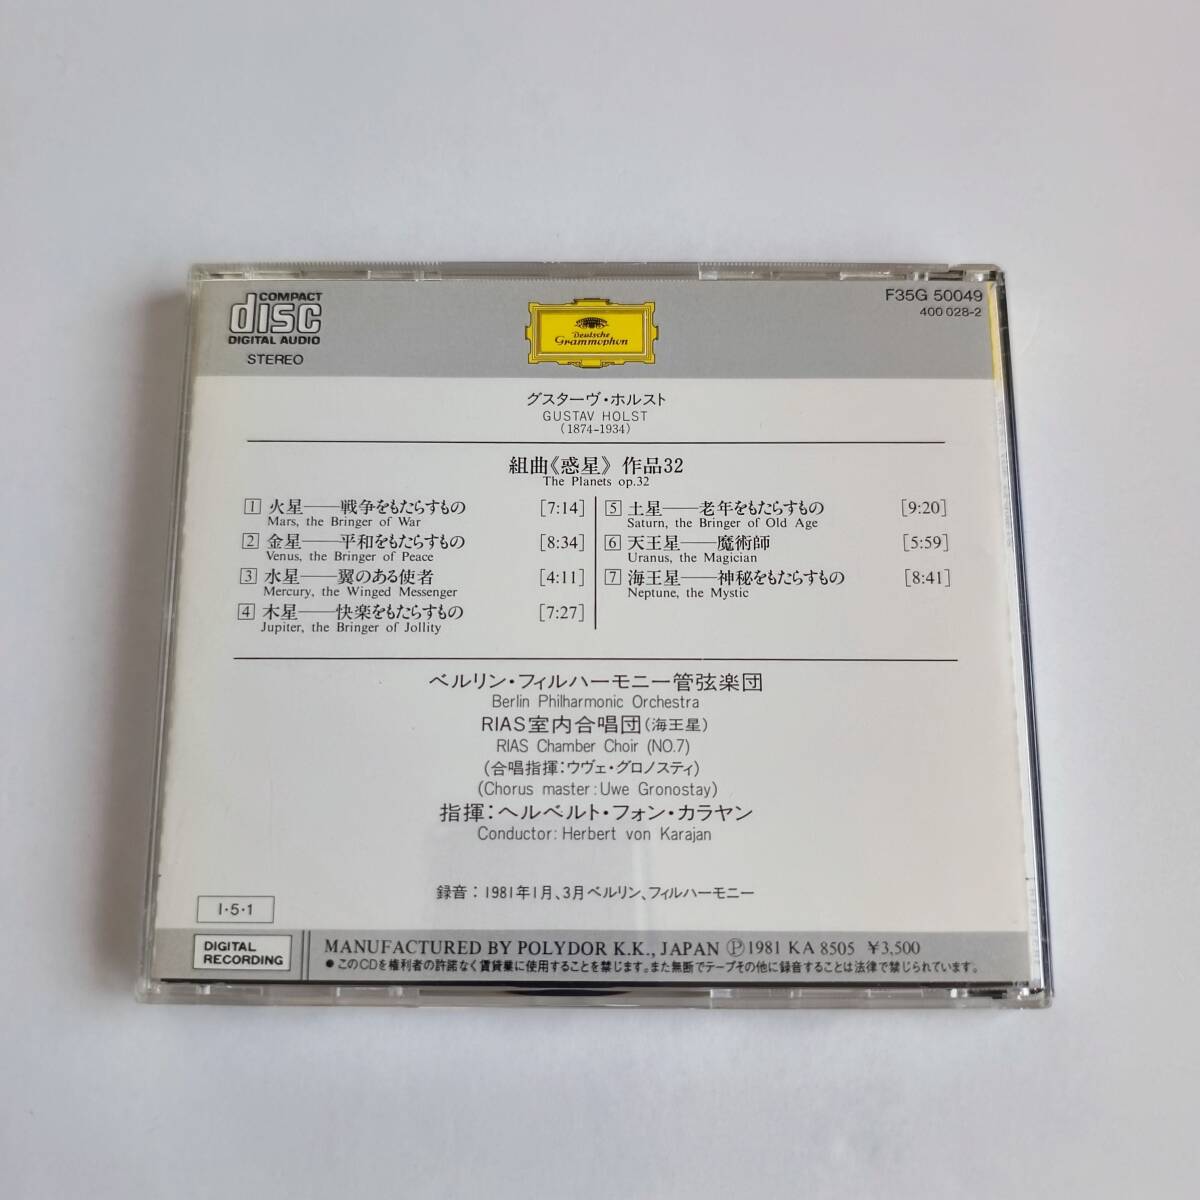 COMPACT
disc
DIGITAL AUDIO
STEREO
Deutsche
Grammophon
F35G 50049
400 028-2
グスターヴ・ホルスト
GUSTAV HOLST
(1874-1934)
組曲《惑星》 作品32
The Planets op.32
1 火星——戦争をもたらすもの [7:14]
Mars, the Bringer of War
2 金星——平和をもたらすもの [8:34]
Venus, the Bringer of Peace
3 水星——翼のある使者 [4:11]
Mercury, the Winged Messenger
4 木星——快楽をもたらすもの [7:27]
Jupiter, the Bringer of Jollity
5 土星——老年をもたらすもの [9:20]
Saturn, the Bringer of Old Age
6 天王星——魔術師 [5:59]
Uranus, the Magician
7 海王星——神秘をもたらすもの [8:41]
Neptune, the Mystic
ベルリン・フィルハーモニー管弦楽団
Berlin Philharmonic Orchestra
RIAS室内合唱団(海王星)
RIAS Chamber Choir (NO.7)
(合唱指揮:ウヴェ・グロノスティ)
(Chorus master:Uwe Gronostay)
指揮:ヘルベルト・フォン・カラヤン
Conductor:Herbert von Karajan
録音:1981年1月、3月ベルリン、フィルハーモニー
I・5・1
DIGITAL
RECORDING
MANUFACTURED BY POLYDOR K.K., JAPAN Ⓟ1981 KA 8505 ¥3,500
●このCDを権利者の許諾なく賃貸業に使用することを禁じます。また無断でテープその他に録音することは法律で禁じられています。